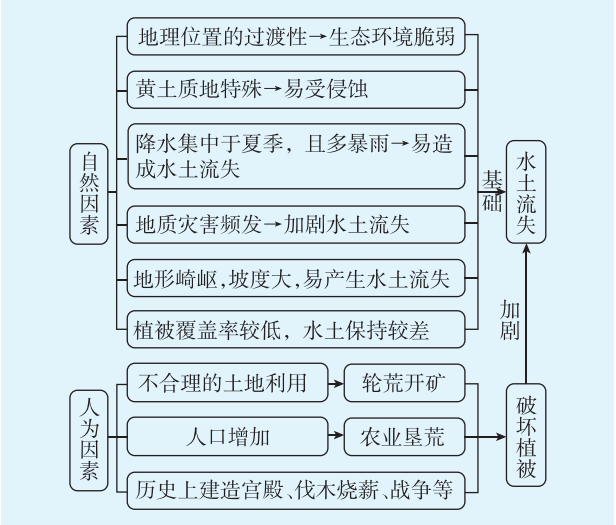 自然因素
地理位置的过渡性→生态环境脆弱
黄土质地特殊→易受侵蚀
降水集中于夏季，且多暴雨→易造
成水土流失
地质灾害频发→加剧水土流失
地形崎岖,坡度大,易产生水土流失
植被覆盖率较低，水土保持较差
基础
水土流失
加剧
人为因素
不合理的土地利用
轮荒开矿
人口增加
农业垦荒
历史上建造宫殿、伐木烧薪、战争等
破坏植被